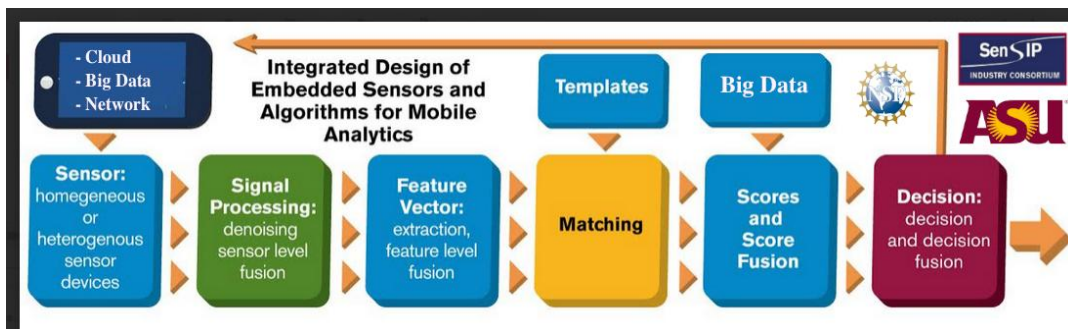 - Cloud
- Big Data
- Network
Integrated Design of
Embedded Sensors and
Algorithms for Mobile
Analytics
Templates
Big Data
NSF
SenSIP
INDUSTRY CONSORTIUM
ASU
Sensor:
homegeneous
or
heterogenous
sensor
devices
Signal
Processing:
denoising
sensor level
fusion
Feature
Vector:
extraction,
feature level
fusion
Matching
Scores
and
Score
Fusion
Decision:
decision
and decision
fusion